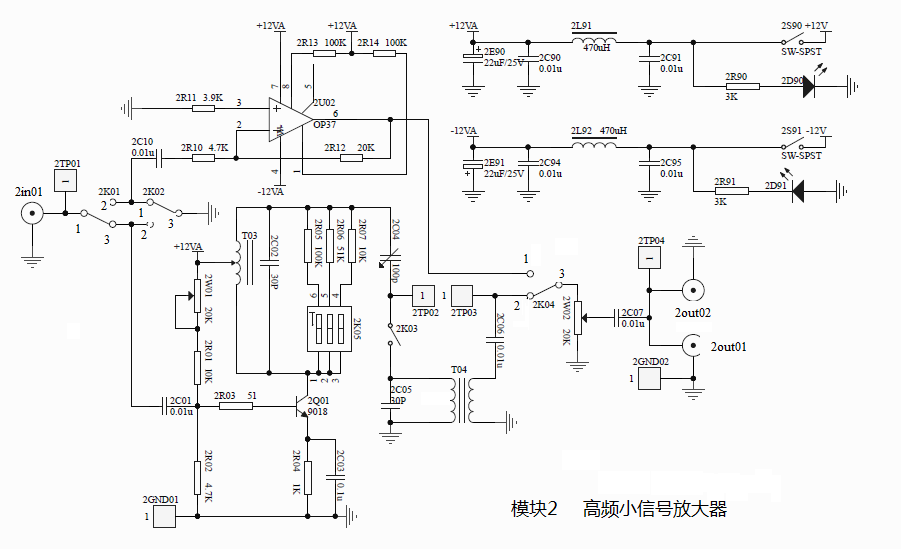 +12VA
+12VA
2R13 100K 2R14 100K
7
8
5
2U02
OP37
2R11 3.9K
3
6
2
2C10
0.01u
2R10 4.7K
2R12 20K
4
1
-12VA
2TP01
1
2in01
2K01
2
1
3
2K02
1
2
3
+12VA
2W01 20K
T03
2C02 30P
2R05 100K
2R06 51K
2R07 10K
2C04 100p
6 5 4
2K05
1 2 3
2R01 10K
2C01
0.01u
2R03 51
2Q01
9018
2R02 4.7K
2R04 1K
2C03 0.1u
2GND01
1
1
2TP02
1
2TP03
2K03
2C05
30P
T04
2C06 0.01u
1
2
3
2K04
2W02 20K
2C07
0.01u
2TP04
1
2out02
2out01
2GND02
1
+12VA
2E90
22uF/25V
2C90
0.01u
2L91
470uH
2C91
0.01u
2S90 +12V
SW-SPST
2R90
3K
2D90
-12VA
2E91
22uF/25V
2C94
0.01u
2L92 470uH
2C95
0.01u
2S91 -12V
SW-SPST
2R91
3K
2D91
模块2 高频小信号放大器